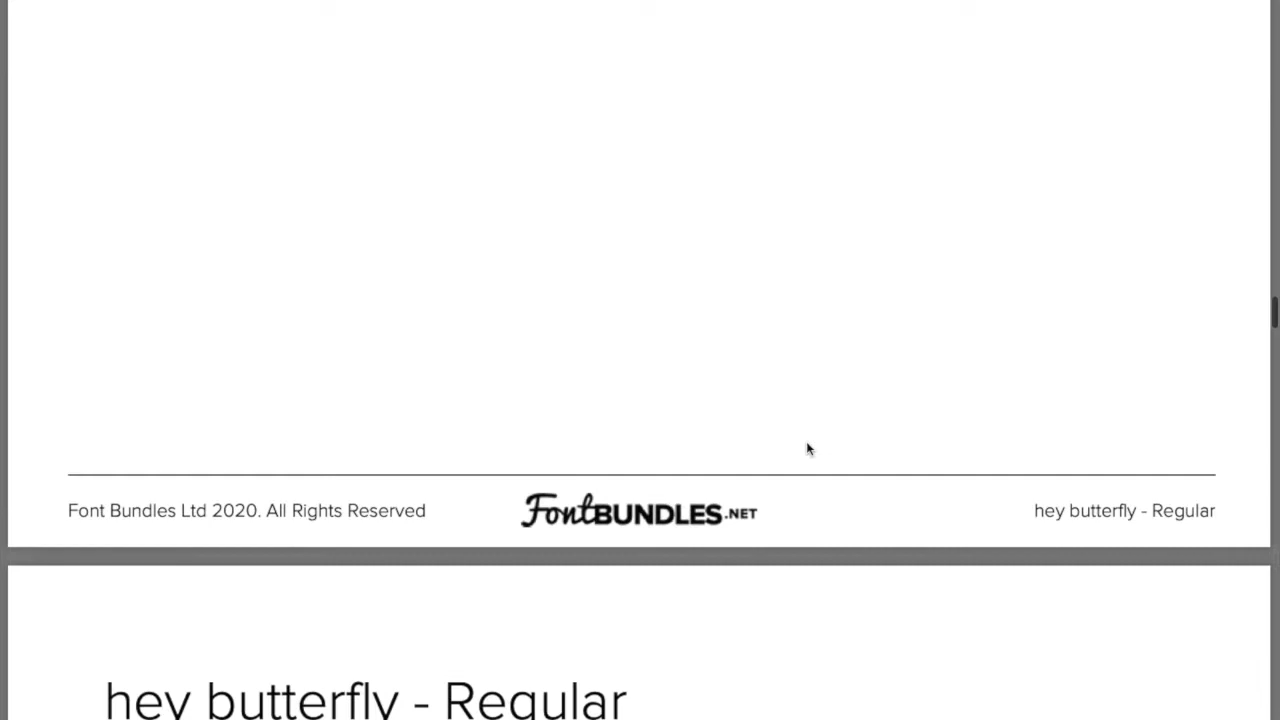 Font Bundles Ltd 2020. All Rights Reserved
FontBUNDLES.NET
hey butterfly - Regular
hey butterfly - Regular